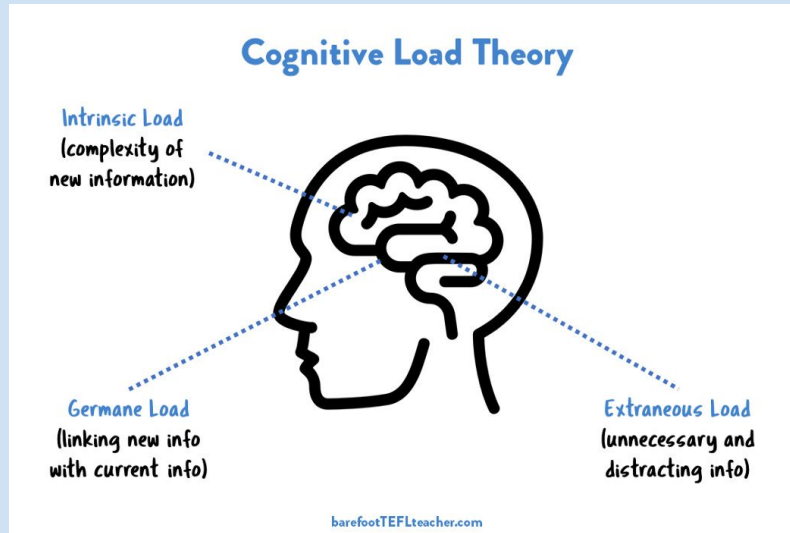 Cognitive Load Theory
Intrinsic Load
(complexity of
new information)
Germane Load
(linking new info
with current info)
Extraneous Load
(unnecessary and
distracting info)
barefootTEFLteacher.com